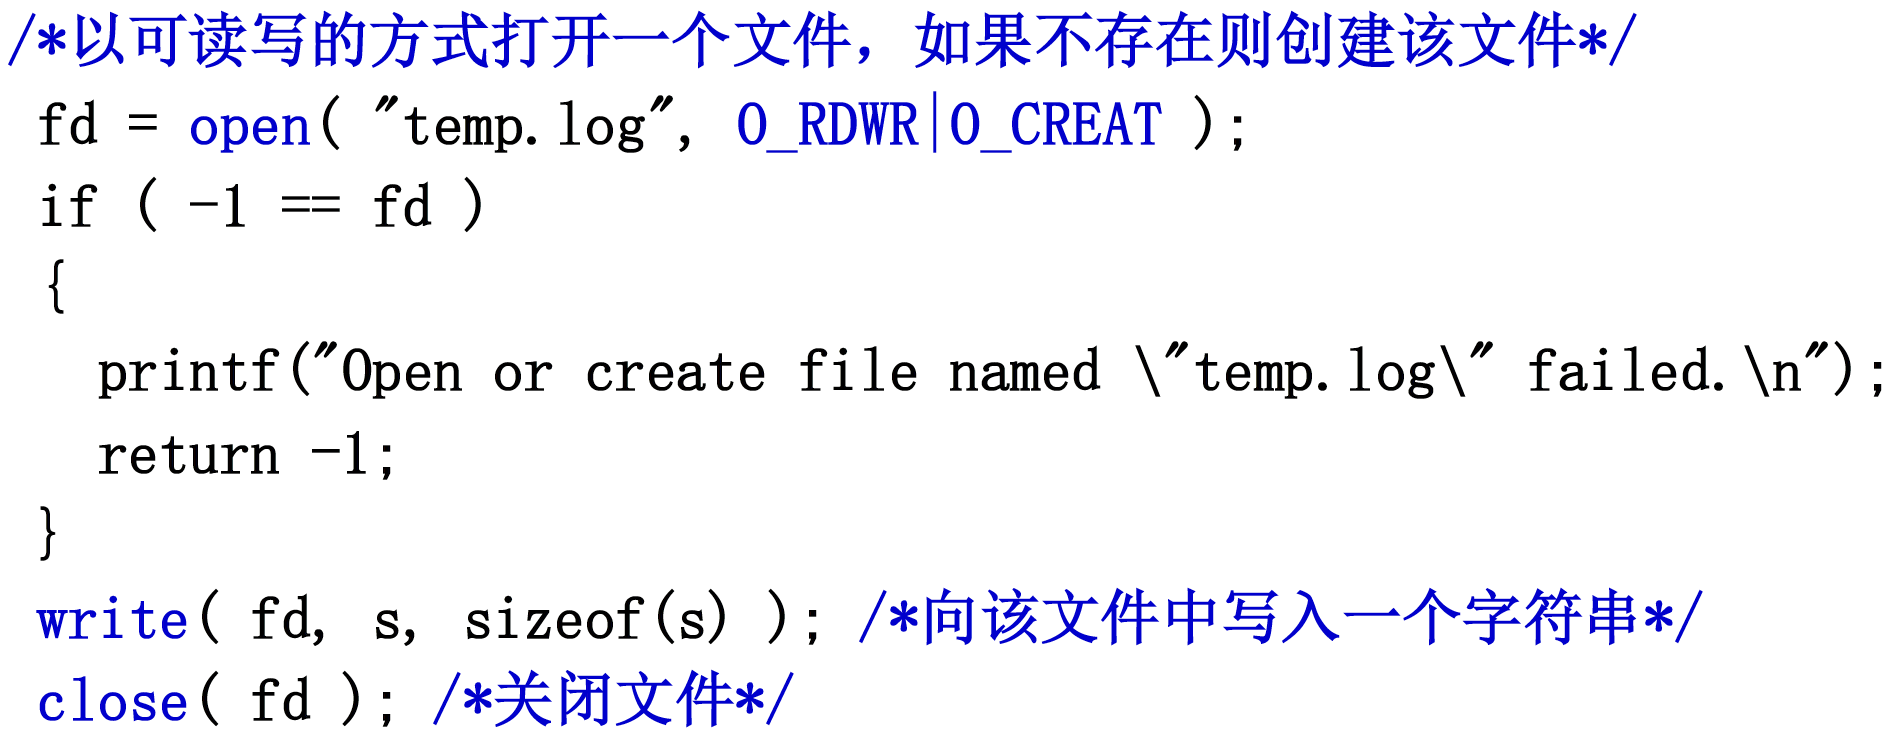 /*以可读写的方式打开一个文件，如果不存在则创建该文件*/
fd = open( "temp.log", O_RDWR|O_CREAT );
if ( -1 == fd )
{
printf("Open or create file named \"temp.log\" failed.\n");
return -1;
}
write( fd, s, sizeof(s) ); /*向该文件中写入一个字符串*/
close( fd ); /*关闭文件*/